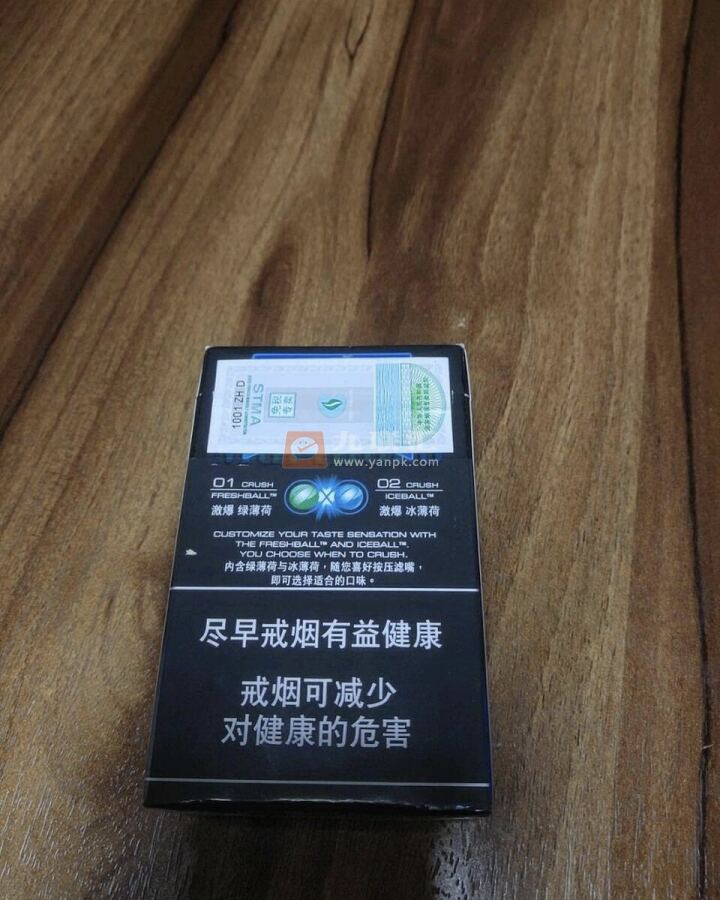 1001 ZH D
STMA
免税
专卖
www.yanpk.com
01 CRUSH
FRESHBALL™
激爆 绿薄荷
02 CRUSH
ICEBALL™
激爆 冰薄荷
CUSTOMIZE YOUR TASTE SENSATION WITH
THE FRESHBALL™ AND ICEBALL™.
YOU CHOOSE WHEN TO CRUSH.
内含绿薄荷与冰薄荷，随您喜好按压滤嘴，
即可选择适合的口味。
尽早戒烟有益健康
戒烟可减少
对健康的危害